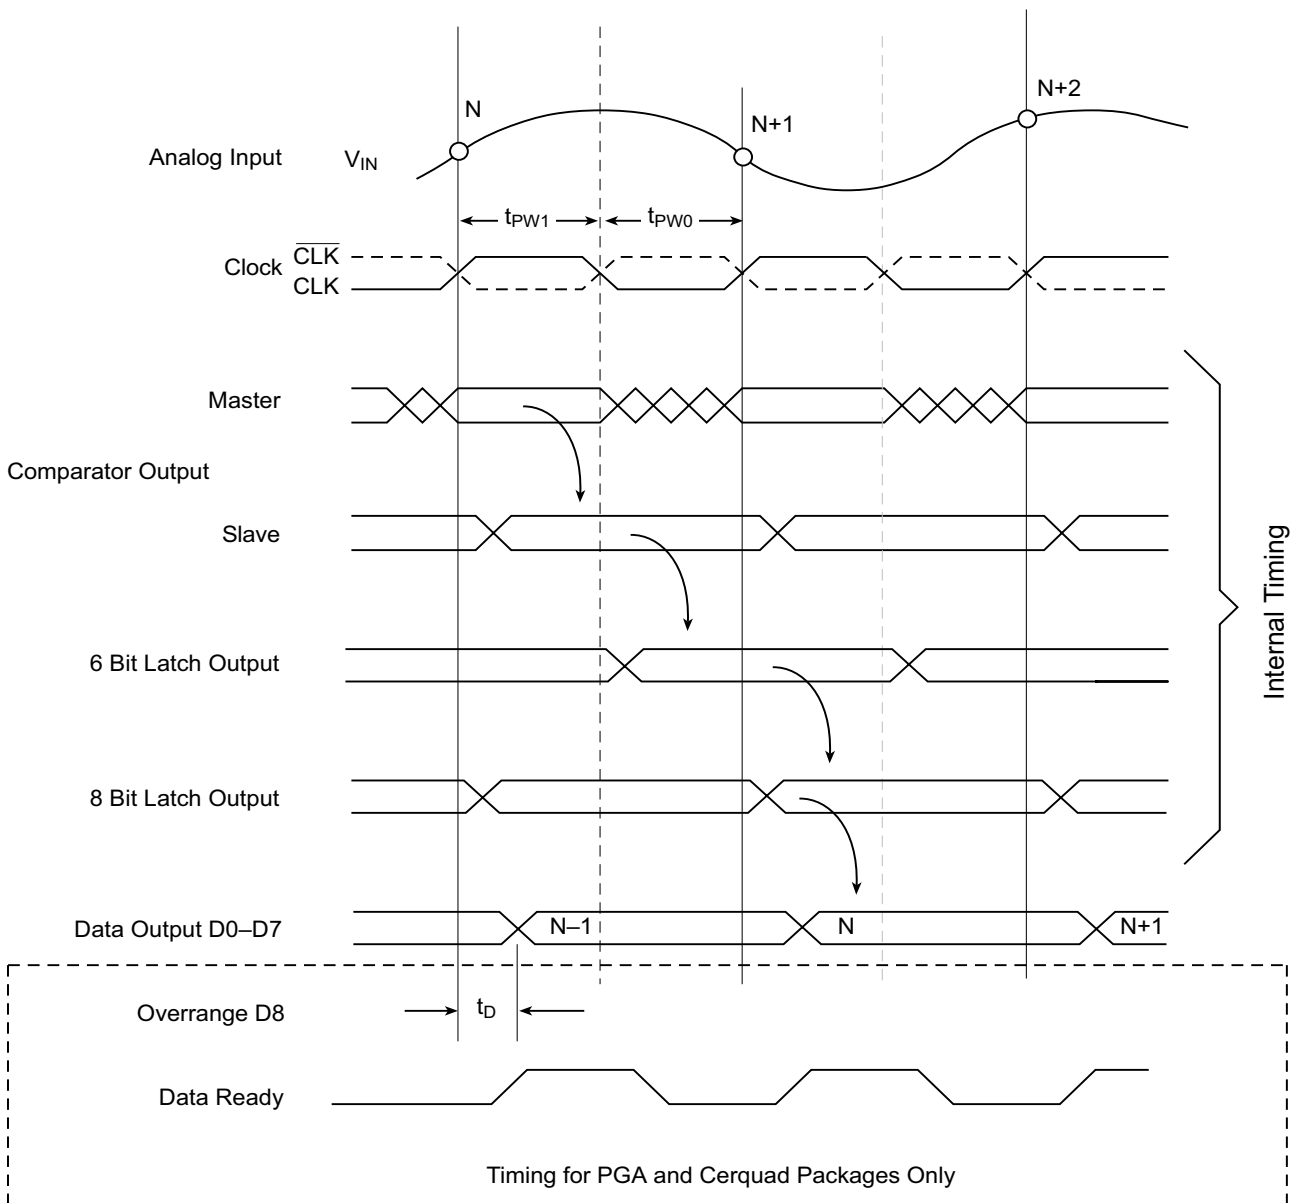 N
N+1
N+2
Analog Input
VIN
tPW1
tPW0
Clock
CLK
CLK
Master
Comparator Output
Slave
6 Bit Latch Output
8 Bit Latch Output
Internal Timing
Data Output D0–D7
N–1
N
N+1
Overrange D8
tD
Data Ready
Timing for PGA and Cerquad Packages Only